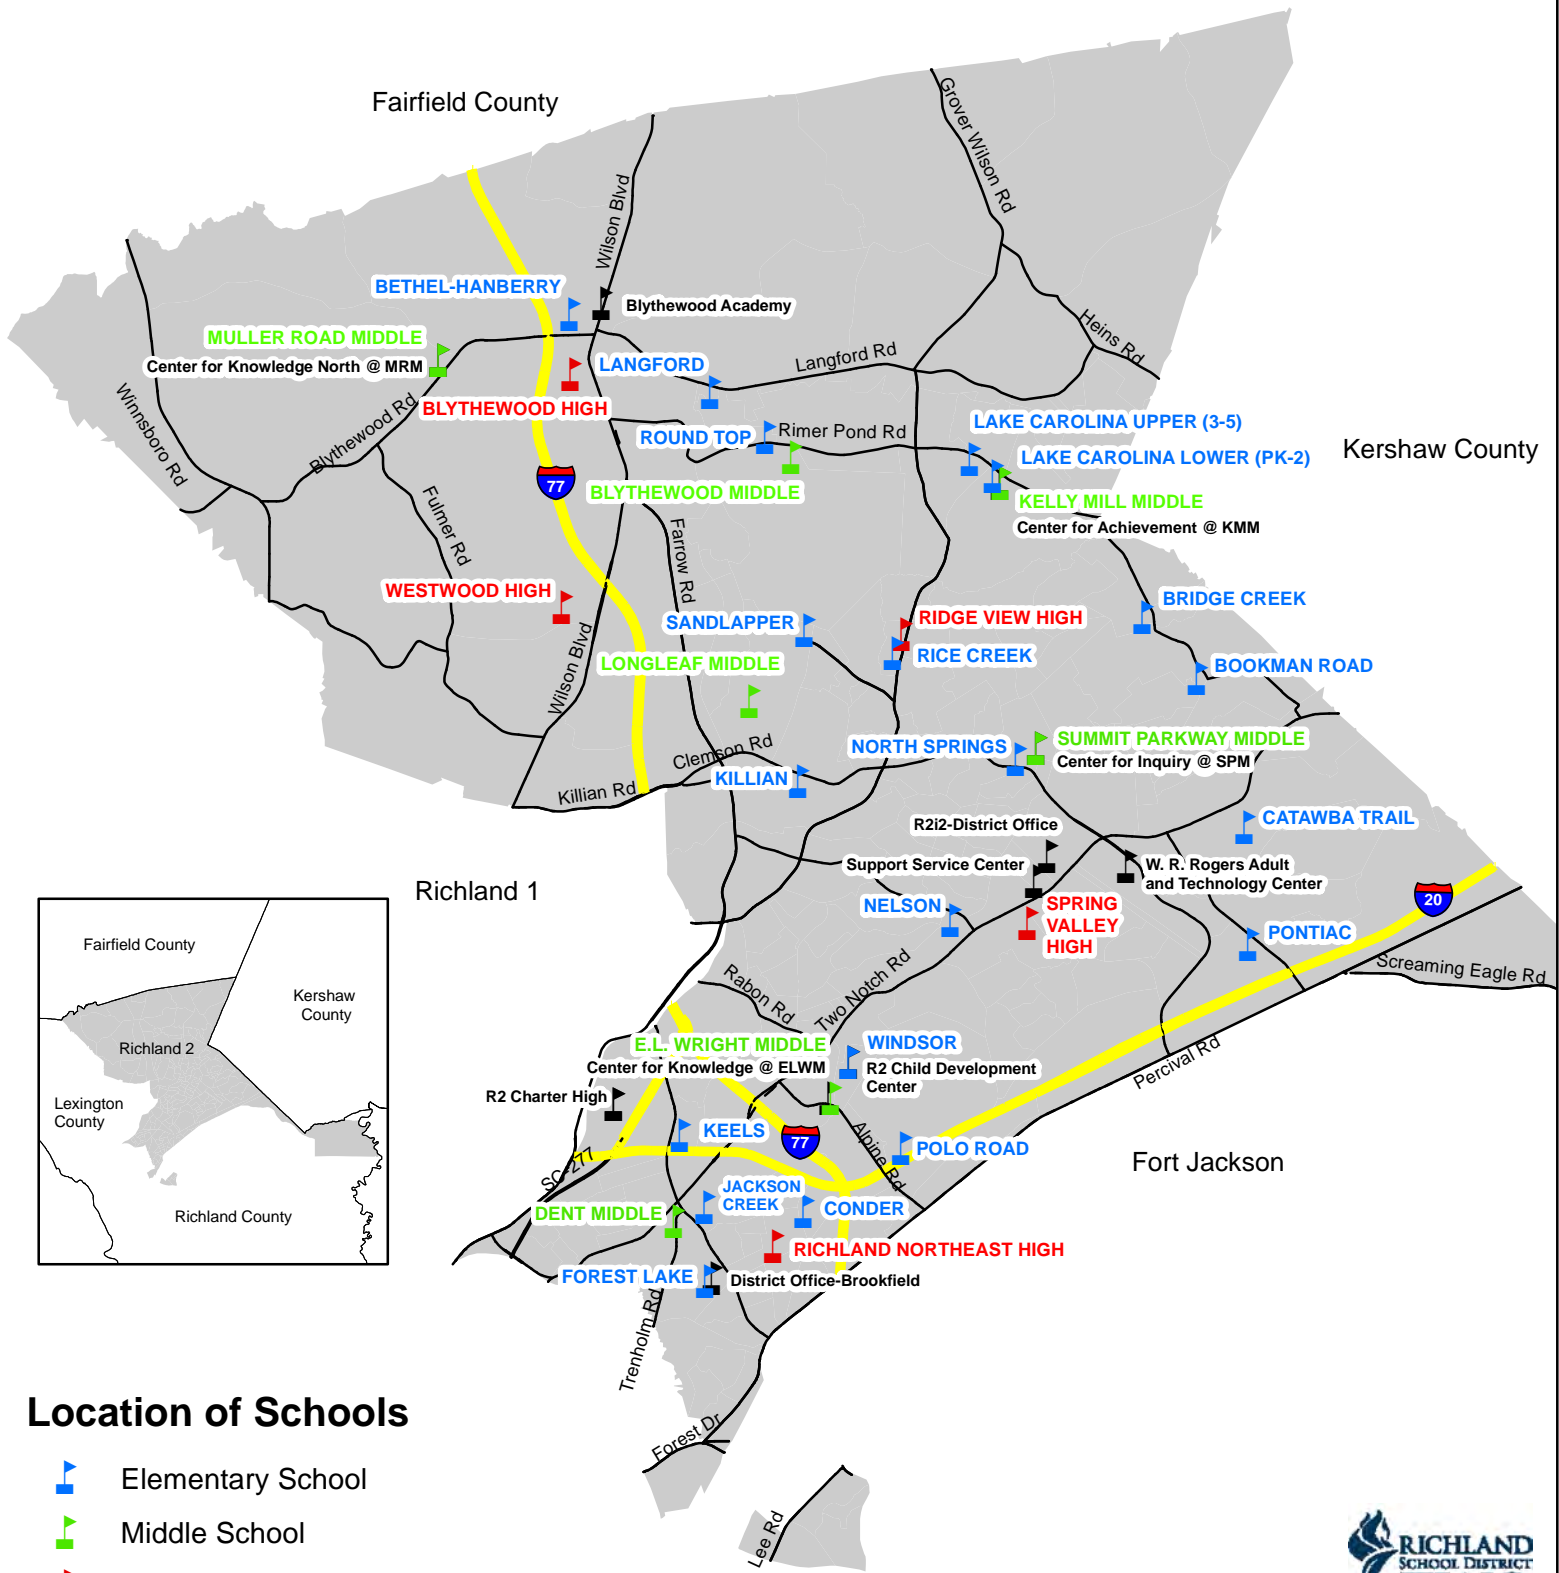 Fairfield County
Grover Wilson Rd
Wilson Blvd
BETHEL-HANBERRY
Blythewood Academy
Heins Rd
MULLER ROAD MIDDLE
Center for Knowledge North @ MRM
LANGFORD
Langford Rd
Winnsboro Rd
BLYTHEWOOD HIGH
Blythewood Rd
ROUND TOP
Rimer Pond Rd
LAKE CAROLINA UPPER (3-5)
Kershaw County
LAKE CAROLINA LOWER (PK-2)
77
BLYTHEWOOD MIDDLE
KELLY MILL MIDDLE
Center for Achievement @ KMM
Fulmer Rd
Farrow Rd
WESTWOOD HIGH
BRIDGE CREEK
SANDLAPPER
RIDGE VIEW HIGH
RICE CREEK
LONGLEAF MIDDLE
BOOKMAN ROAD
Wilson Blvd
Clemson Rd
NORTH SPRINGS
SUMMIT PARKWAY MIDDLE
Center for Inquiry @ SPM
KILLIAN
Killian Rd
CATAWBA TRAIL
R2i2-District Office
Support Service Center
W. R. Rogers Adult
and Technology Center
Richland 1
NELSON
SPRING
VALLEY
HIGH
20
PONTIAC
Screaming Eagle Rd
Rabon Rd
Two Notch Rd
E.L. WRIGHT MIDDLE
Center for Knowledge @ ELWM
WINDSOR
R2 Child Development
Center
Percival Rd
R2 Charter High
KEELS
77
Alpine Rd
POLO ROAD
Fort Jackson
SC-277
JACKSON
CREEK
CONDER
DENT MIDDLE
RICHLAND NORTHEAST HIGH
FOREST LAKE
District Office-Brookfield
Trenholm Rd
Forest Dr
Lee Rd
Fairfield County
Kershaw
County
Richland 2
Lexington
County
Richland County
Location of Schools
Elementary School
Middle School
RICHLAND
SCHOOL DISTRICT